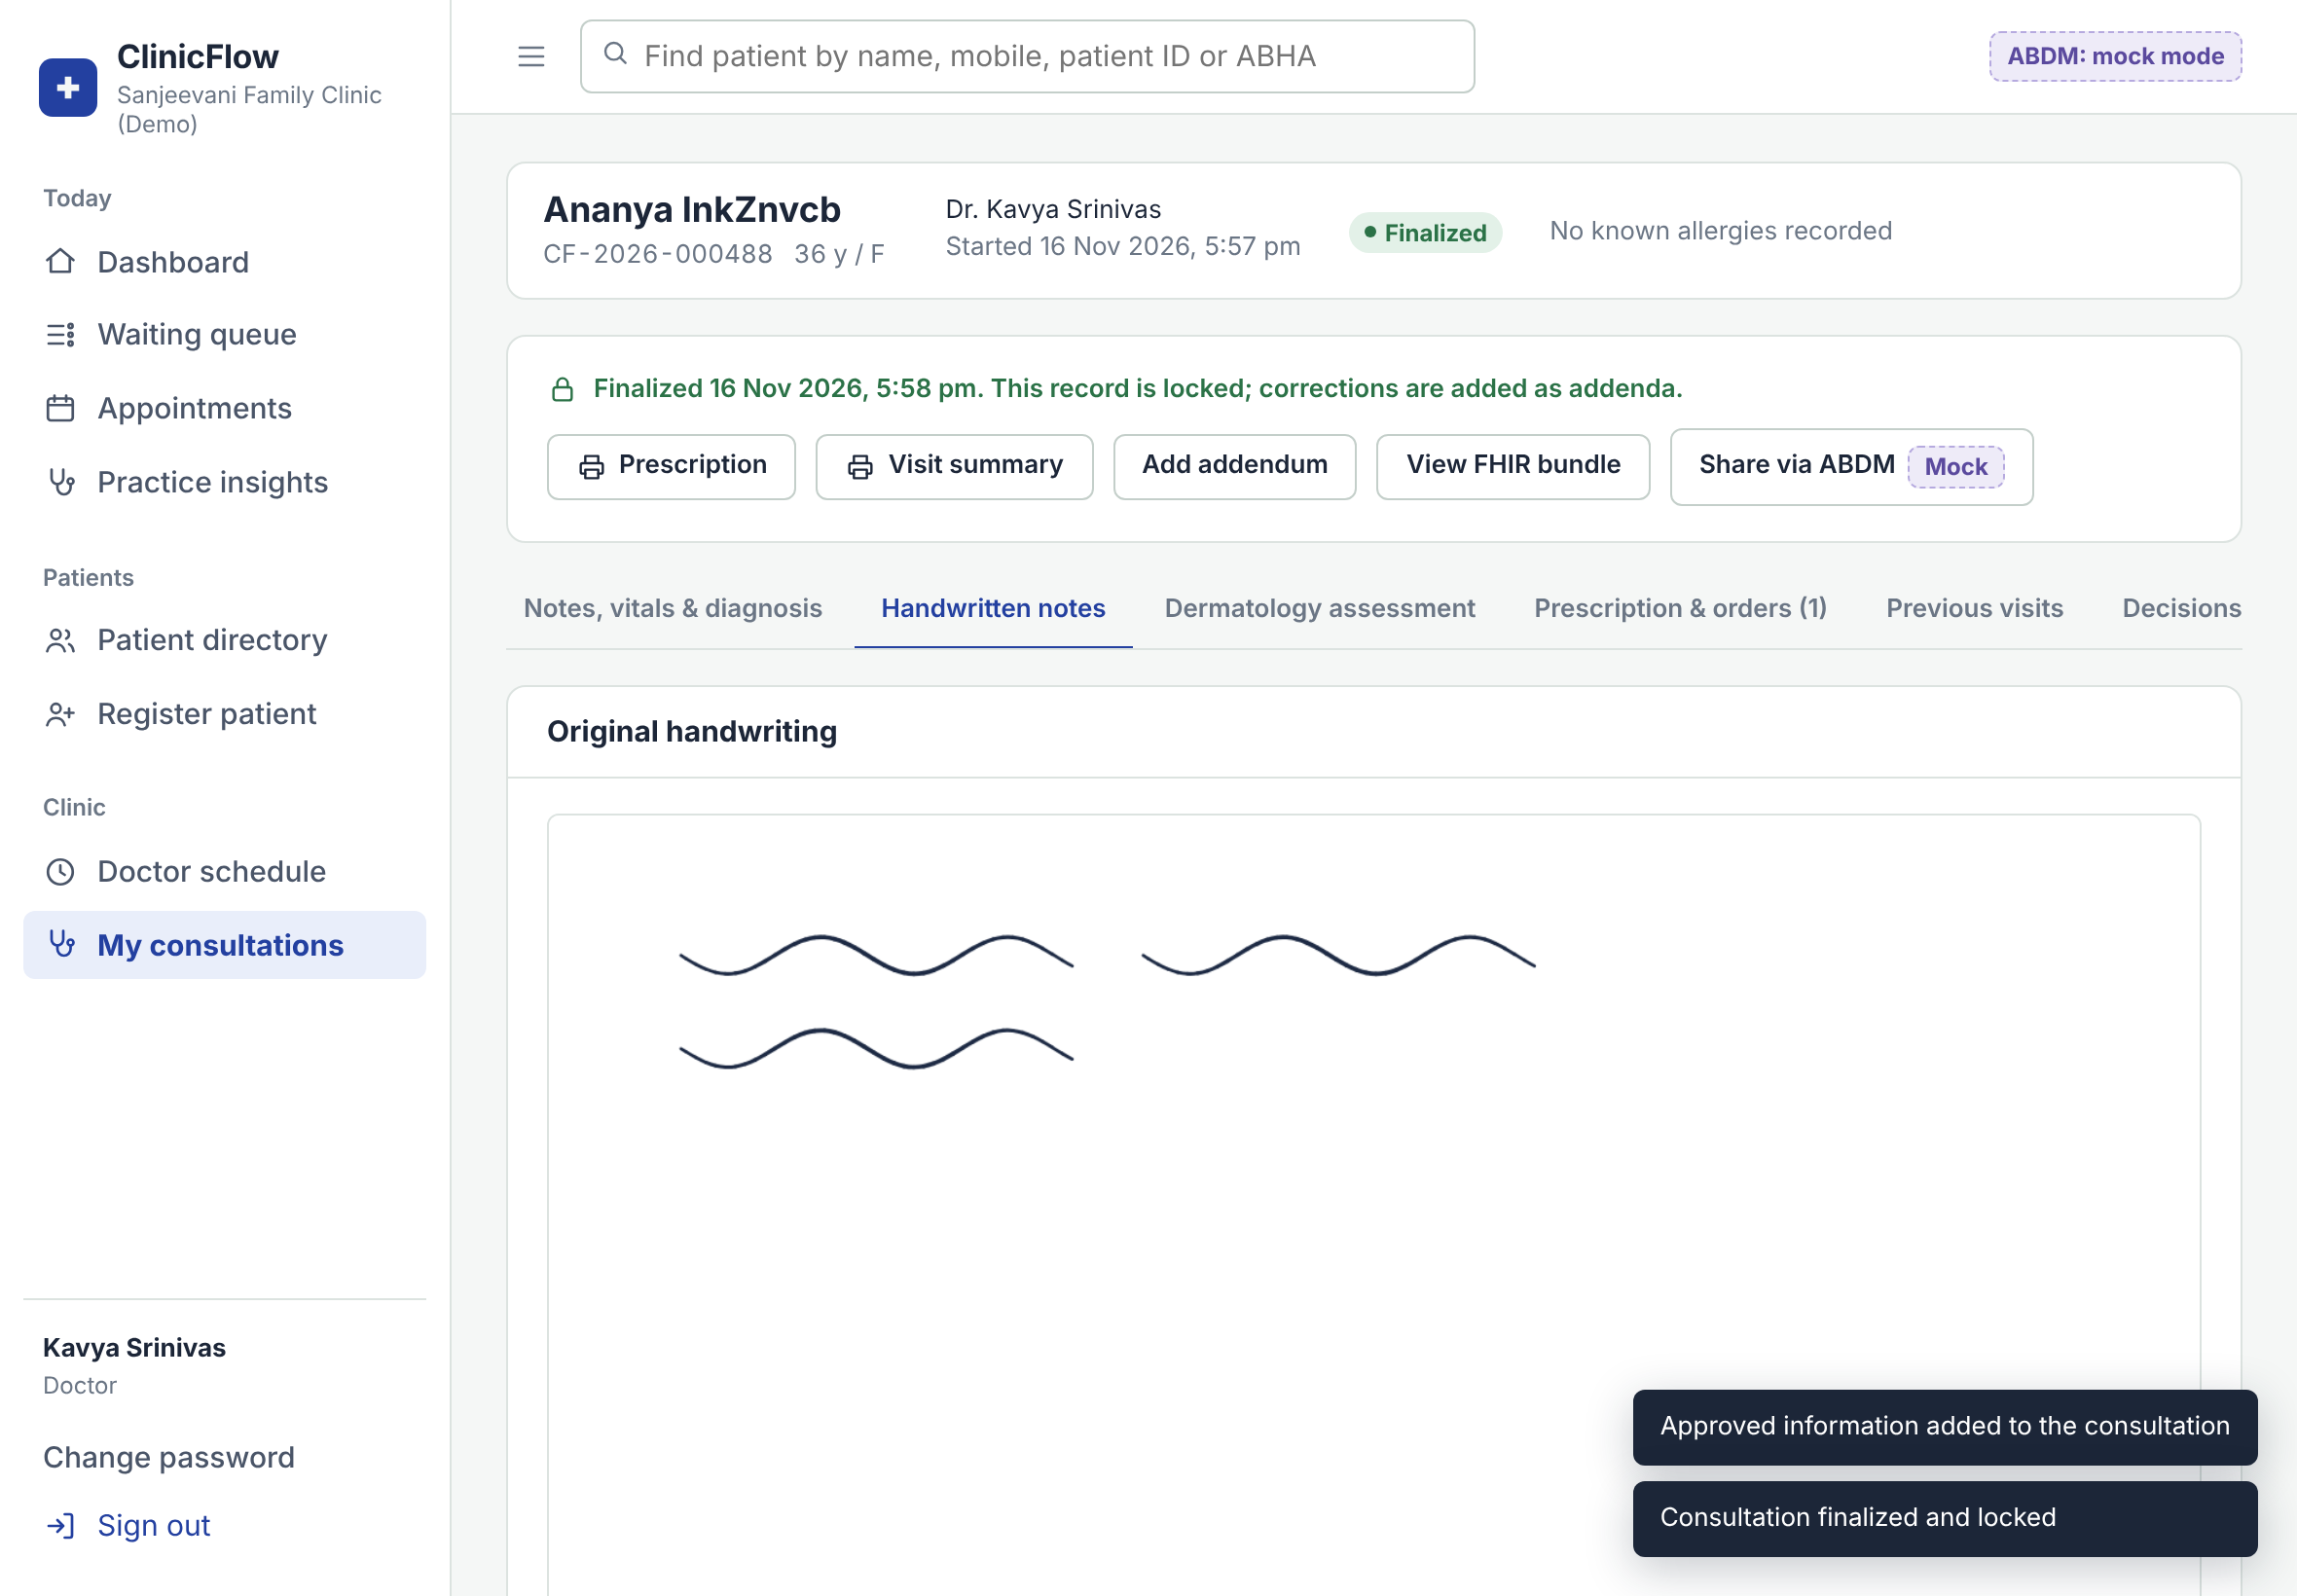 ClinicFlow
Sanjeevani Family Clinic
(Demo)
Today
Dashboard
Waiting queue
Appointments
Practice insights
Patients
Patient directory
Register patient
Clinic
Doctor schedule
My consultations
Kavya Srinivas
Doctor
Change password
Sign out
Find patient by name, mobile, patient ID or ABHA
ABDM: mock mode
Ananya InkZnvcb
CF-2026-000488 36 y / F
Dr. Kavya Srinivas
Started 16 Nov 2026, 5:57 pm
Finalized
No known allergies recorded
Finalized 16 Nov 2026, 5:58 pm. This record is locked; corrections are added as addenda.
Prescription
Visit summary
Add addendum
View FHIR bundle
Share via ABDM Mock
Notes, vitals & diagnosis
Handwritten notes
Dermatology assessment
Prescription & orders (1)
Previous visits
Decisions
Original handwriting
Approved information added to the consultation
Consultation finalized and locked